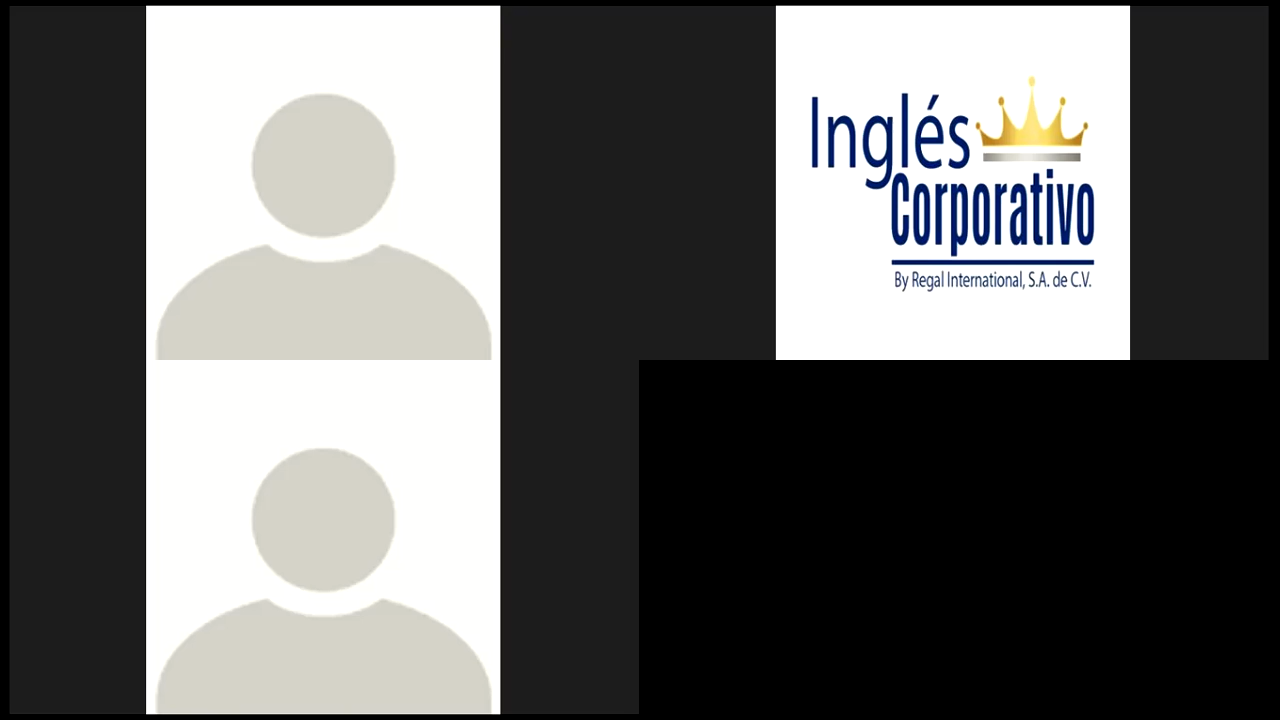 Inglés
Corporativo
By Regal International, S.A. de C.V.